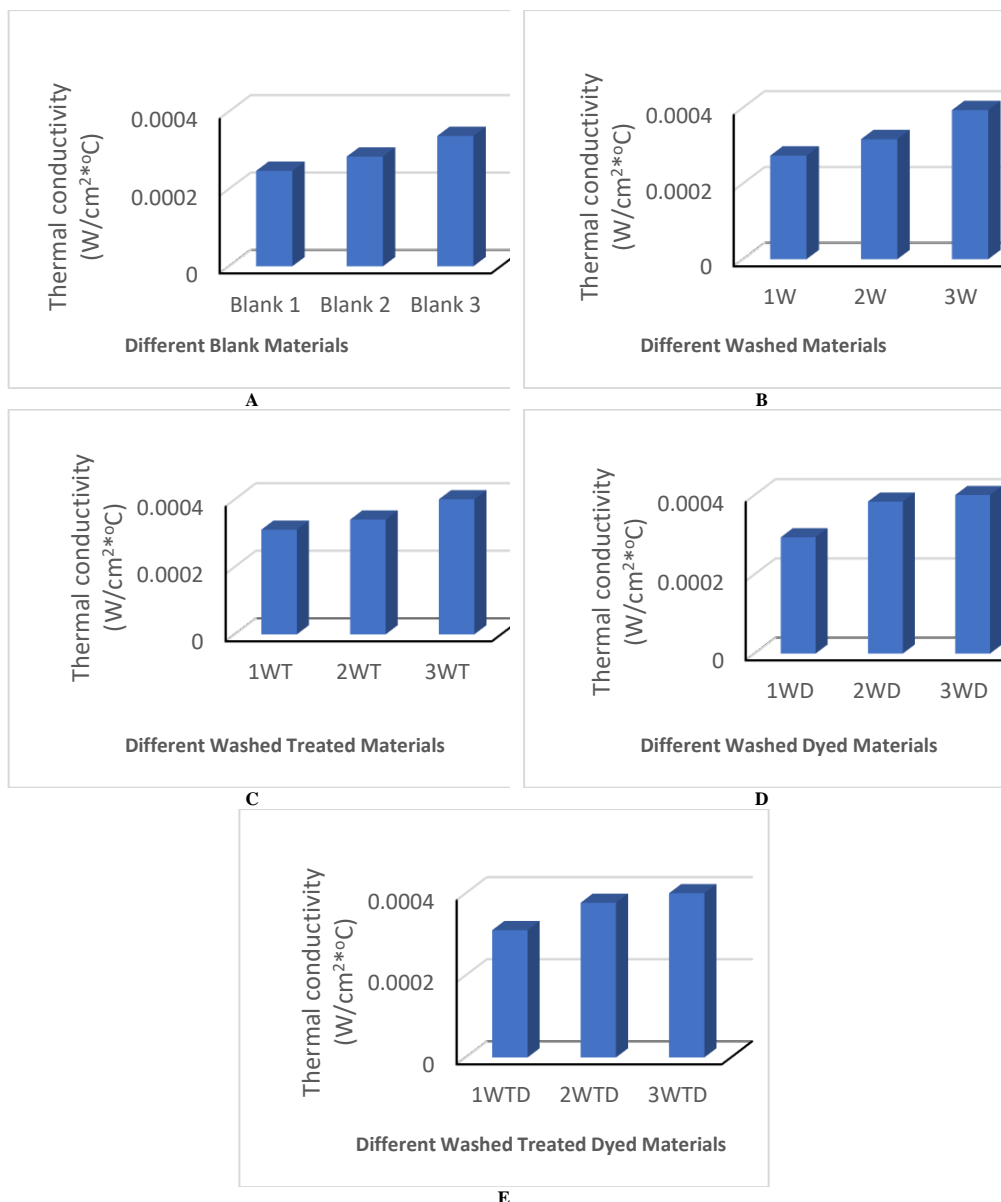 Thermal conductivity
(W/cm²*ºC)
0.0004
0.0002
0
Blank 1 Blank 2 Blank 3
Different Blank Materials
A
Thermal conductivity
(W/cm²*ºC)
0.0004
0.0002
0
1W 2W 3W
Different Washed Materials
B
Thermal conductivity
(W/cm²*ºC)
0.0004
0.0002
0
1WT 2WT 3WT
Different Washed Treated Materials
C
Thermal conductivity
(W/cm²*ºC)
0.0004
0.0002
0
1WD 2WD 3WD
Different Washed Dyed Materials
D
Thermal conductivity
(W/cm²*ºC)
0.0004
0.0002
0
1WTD 2WTD 3WTD
Different Washed Treated Dyed Materials
E